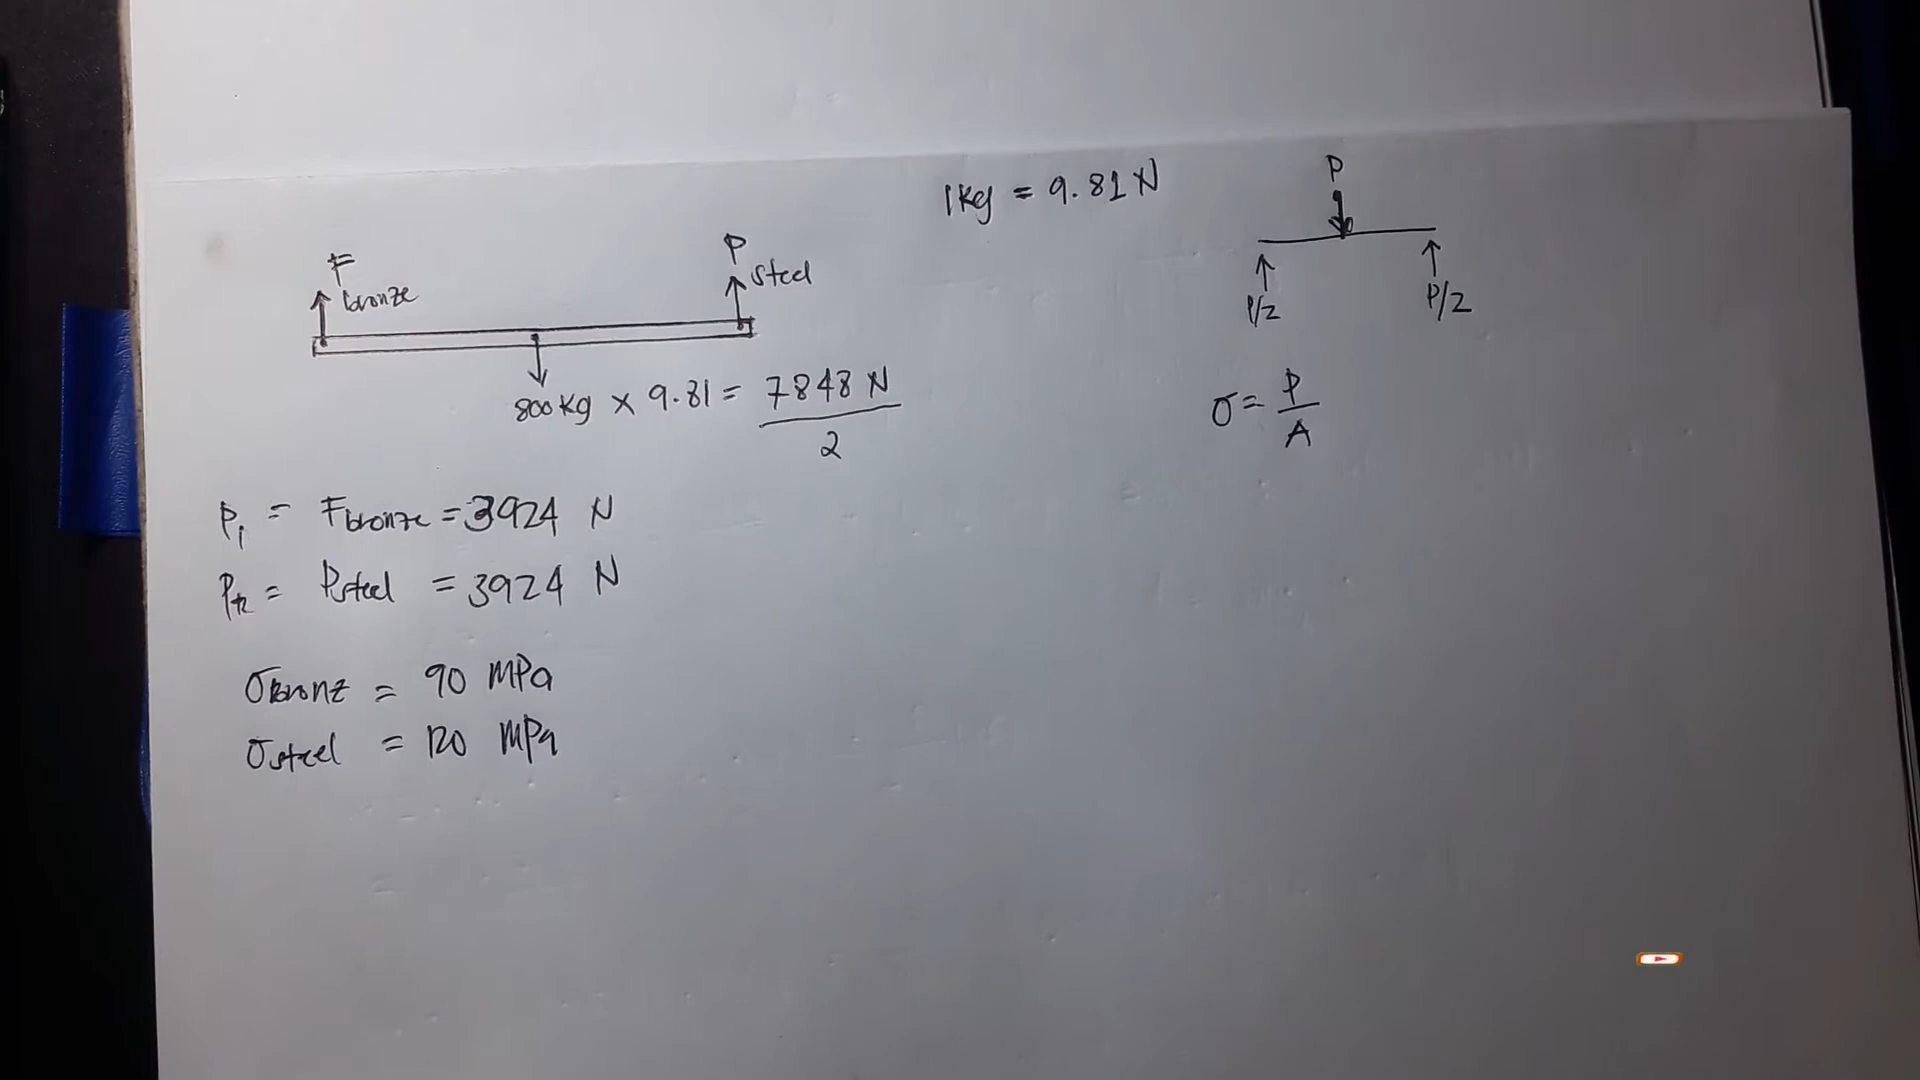 1kg = 9.81 N
P
F
bronze
P
steel
P/2
P/2
800 kg × 9.81 = 7848 N
2
σ = P
A
P₁ = Fbronze = 3924 N
P₂ = Psteel = 3924 N
σbronz = 90 MPa
σsteel = 120 MPa